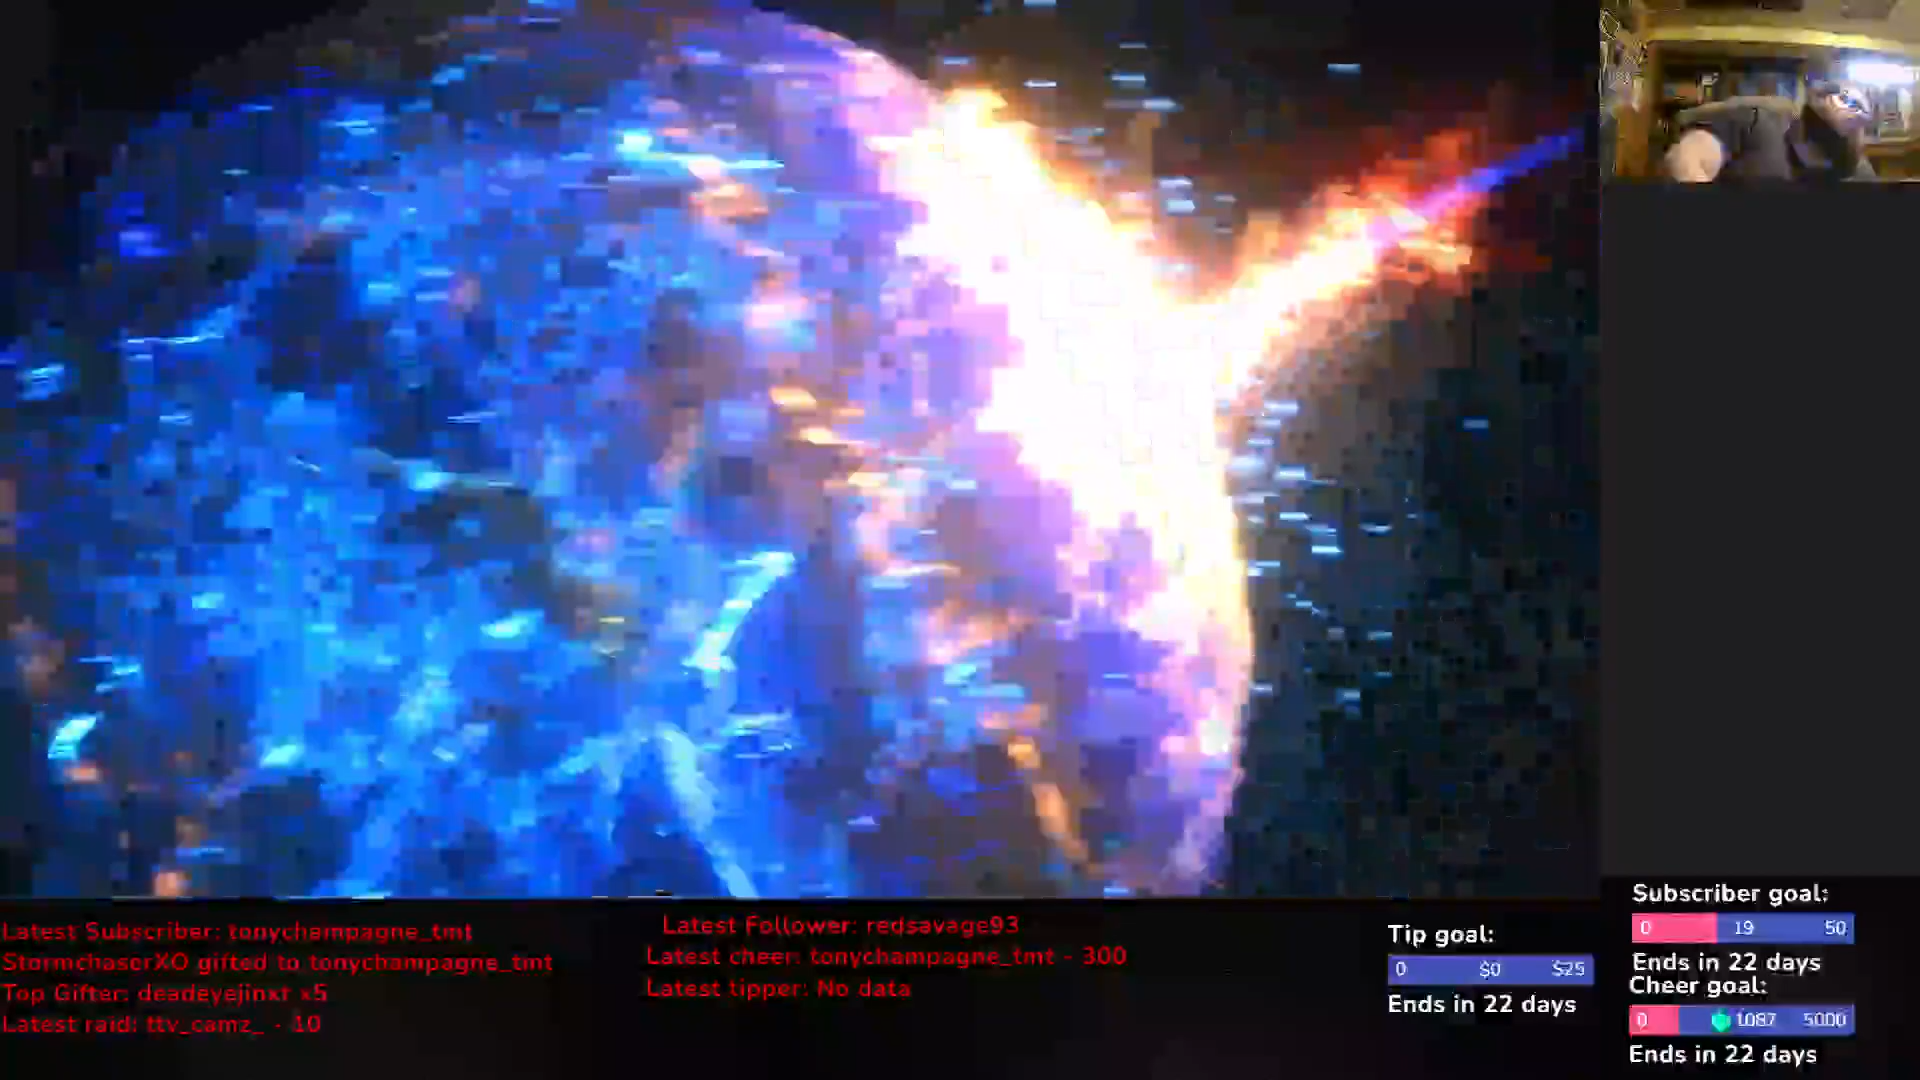 Latest Subscriber: tonychampagne_tmt
StormchaserXO gifted to tonychampagne_tmt
Top Gifter: deadeyejinxr x5
Latest raid: ttv_camz_ - 10
Latest Follower: redsavage93
Latest cheer: tonychampagne_tmt - 300
Latest tipper: No data
Tip goal:
0 $0 $25
Ends in 22 days
Subscriber goal:
0 19 50
Ends in 22 days
Cheer goal:
0 1087 5000
Ends in 22 days